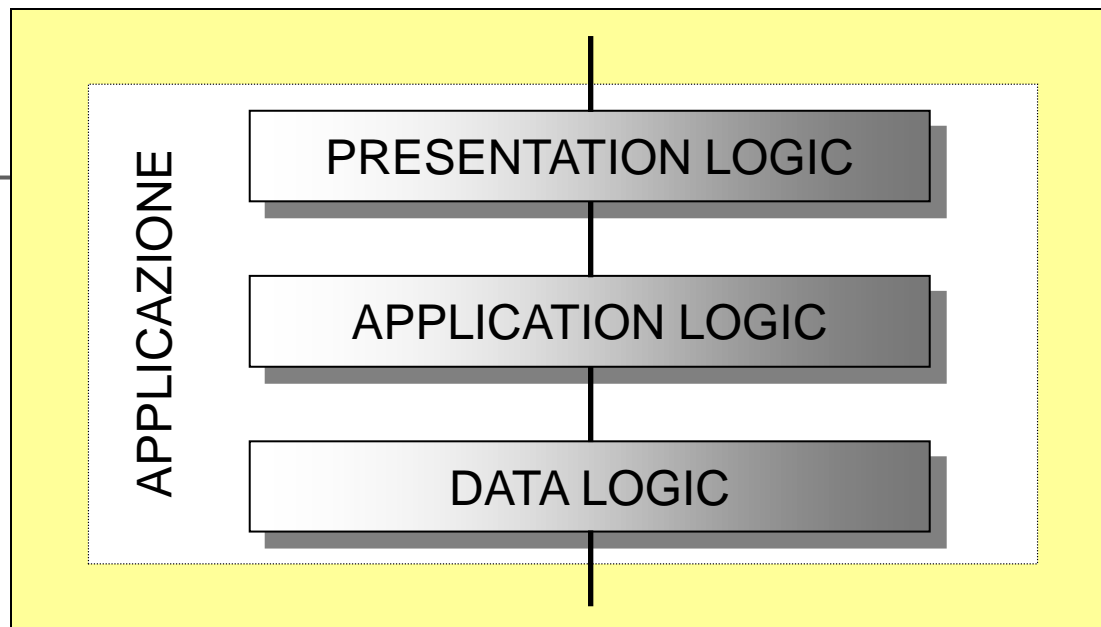 APPLICAZIONE
PRESENTATION LOGIC
APPLICATION LOGIC
DATA LOGIC